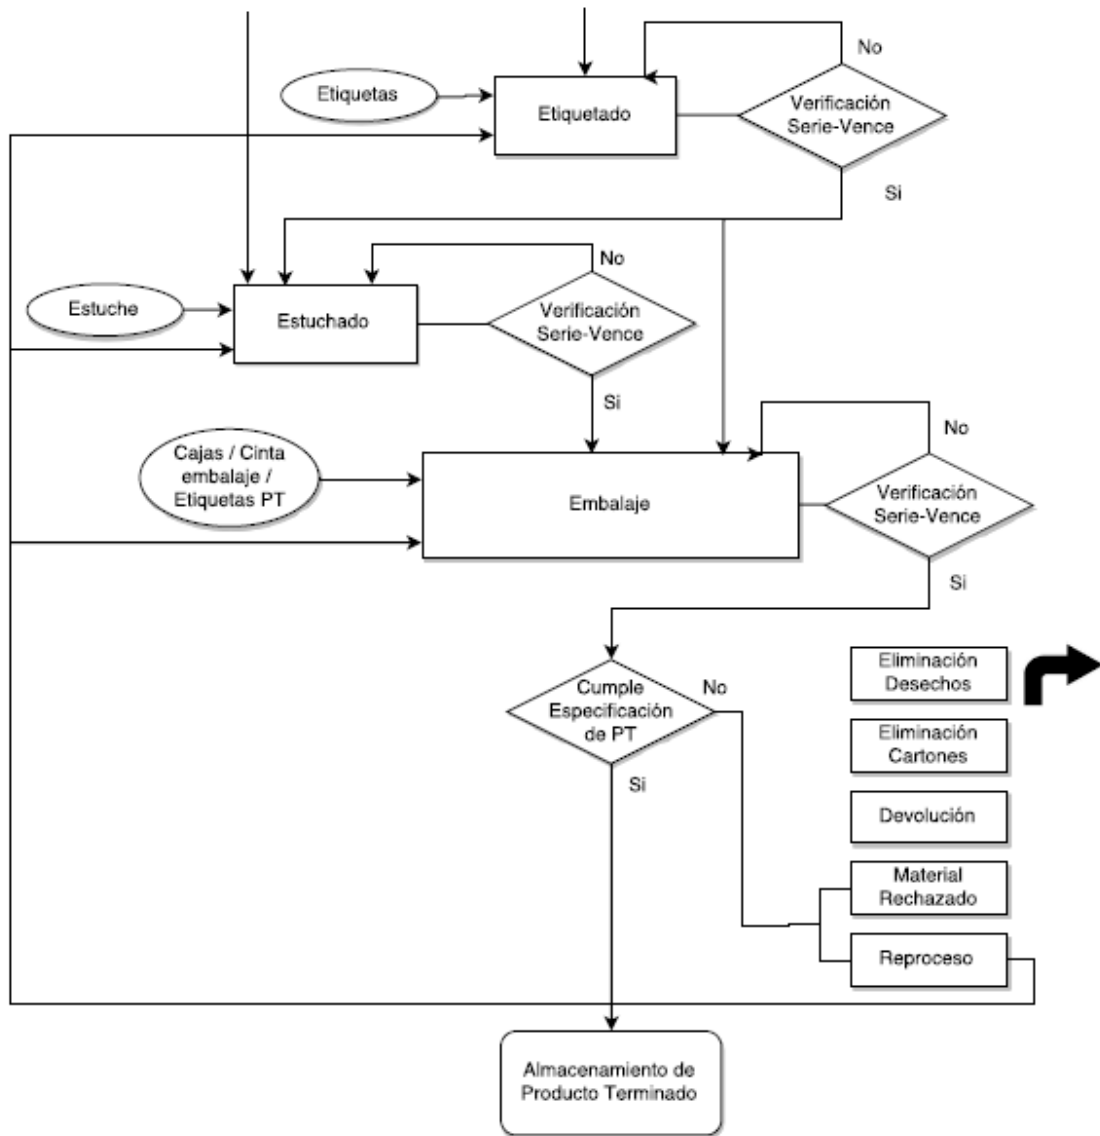 No
Etiquetas
Etiquetado
Verificación
Serie-Vence
Si
No
Estuche
Estuchado
Verificación
Serie-Vence
Si
No
Cajas / Cinta
embalaje /
Etiquetas PT
Embalaje
Verificación
Serie-Vence
Si
Cumple
Especificación
de PT
No
Si
Eliminación
Desechos
Eliminación
Cartones
Devolución
Material
Rechazado
Reproceso
Almacenamiento de
Producto Terminado